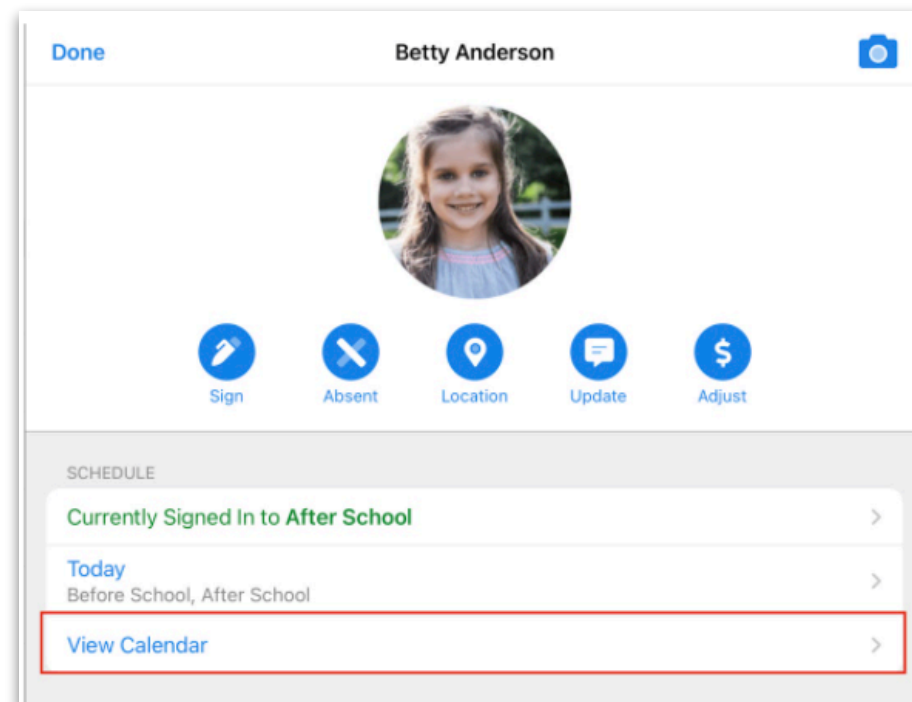 Done
Betty Anderson
Sign
Absent
Location
Update
Adjust
SCHEDULE
Currently Signed In to After School
Today
Before School, After School
View Calendar